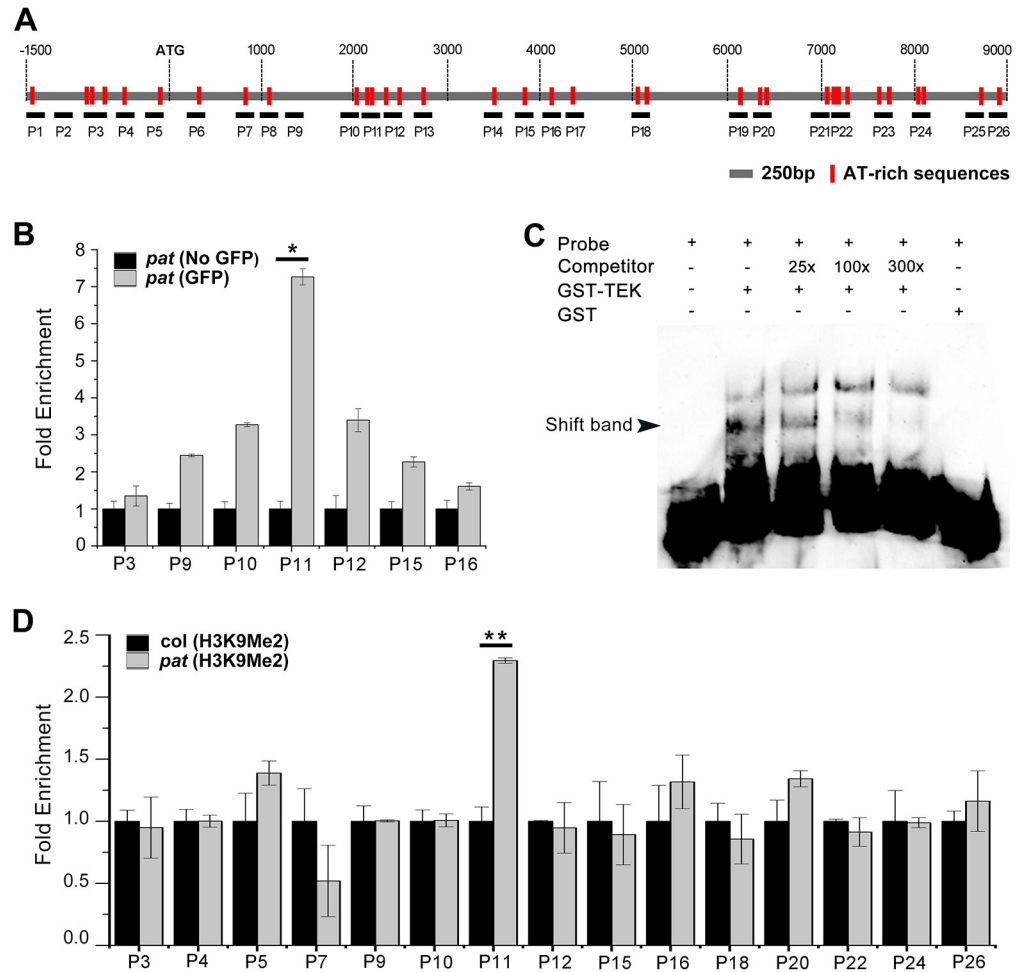 A
-1500 ATG 1000 2000 3000 4000 5000 6000 7000 8000 9000
P1 P2 P3 P4 P5 P6 P7 P8 P9 P10 P11 P12 P13 P14 P15 P16 P17 P18 P19 P20 P21 P22 P23 P24 P25 P26
250bp AT-rich sequences
B
pat (No GFP)
pat (GFP)
*
Fold Enrichment
8
7
6
5
4
3
2
1
0
P3 P9 P10 P11 P12 P15 P16
C
Probe + + + + + +
Competitor - - 25x 100x 300x -
GST-TEK - + + + + -
GST - - - - - +
Shift band
D
col (H3K9Me2)
pat (H3K9Me2)
**
Fold Enrichment
2.5
2.0
1.5
1.0
0.5
0.0
P3 P4 P5 P7 P9 P10 P11 P12 P15 P16 P18 P20 P22 P24 P26